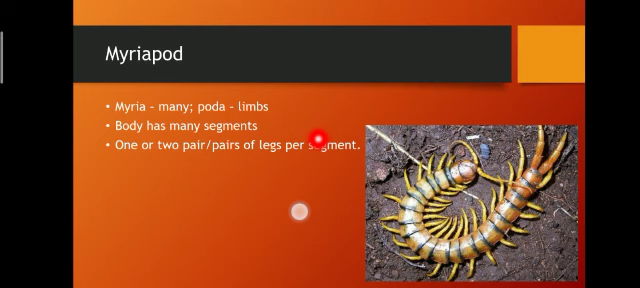 Myriapod
• Myria – many; poda – limbs
• Body has many segments
• One or two pair/pairs of legs per segment.